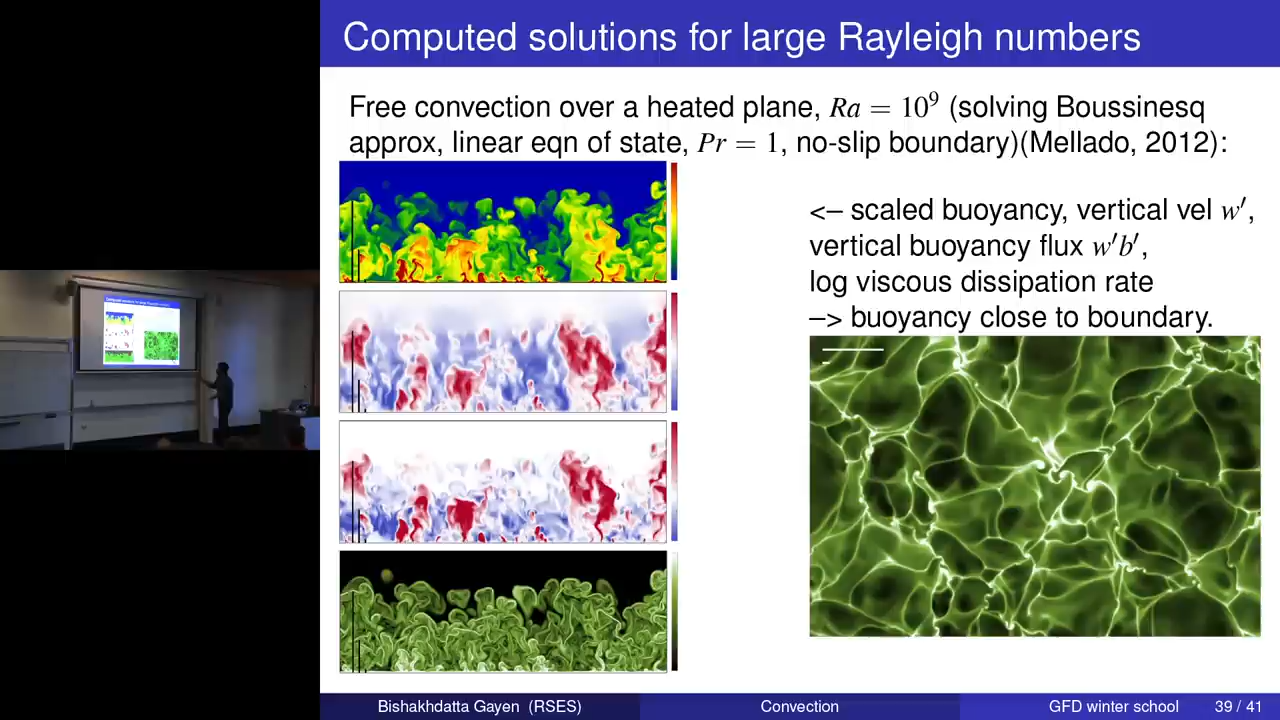 Computed solutions for large Rayleigh numbers
Free convection over a heated plane, Ra = 10⁹ (solving Boussinesq
approx, linear eqn of state, Pr = 1, no-slip boundary)(Mellado, 2012):
<– scaled buoyancy, vertical vel w′,
vertical buoyancy flux w′b′,
log viscous dissipation rate
–> buoyancy close to boundary.
Bishakhdatta Gayen (RSES)
Convection
GFD winter school 39 / 41